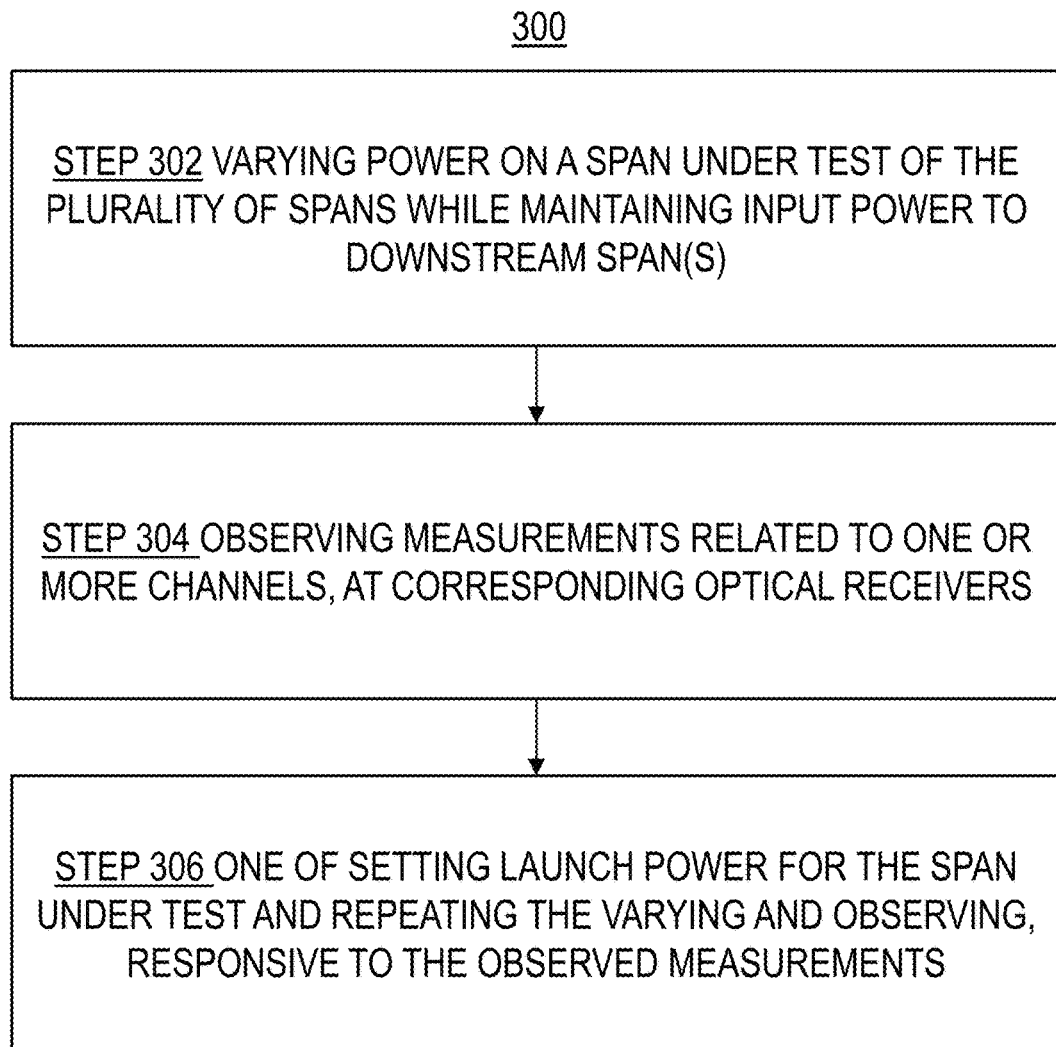 300
STEP 302 VARYING POWER ON A SPAN UNDER TEST OF THE
PLURALITY OF SPANS WHILE MAINTAINING INPUT POWER TO
DOWNSTREAM SPAN(S)
STEP 304 OBSERVING MEASUREMENTS RELATED TO ONE OR
MORE CHANNELS, AT CORRESPONDING OPTICAL RECEIVERS
STEP 306 ONE OF SETTING LAUNCH POWER FOR THE SPAN
UNDER TEST AND REPEATING THE VARYING AND OBSERVING,
RESPONSIVE TO THE OBSERVED MEASUREMENTS